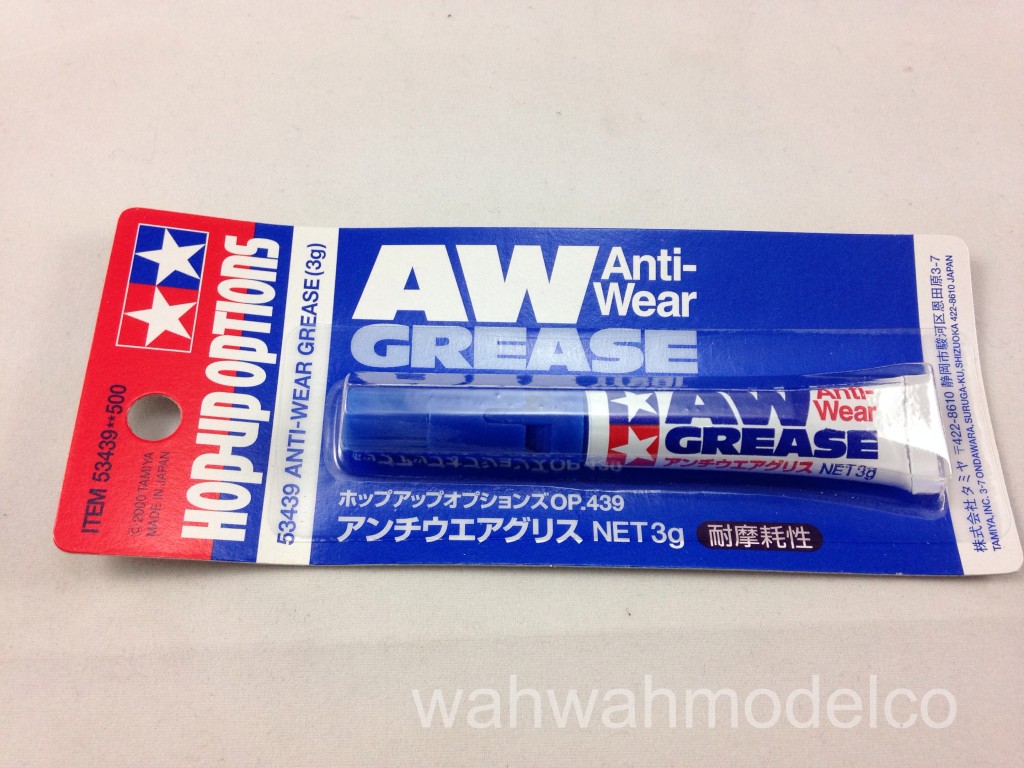 ITEM 53439**500
© 2000 TAMIYA
MADE IN JAPAN
HOP-UP OPTIONS
53439 ANTI-WEAR GREASE (3g)
AW Anti-
Wear
GREASE
AW Anti-
Wear
GREASE
アンチウエアグリス NET 3g
ホップアップオプションズOP.439
アンチウエアグリス NET 3g 耐摩耗性
株式会社タミヤ 〒422-8610 静岡市駿河区恩田原3-7
TAMIYA,INC. 3-7 ONDAWARA, SURUGA-KU, SHIZUOKA 422-8610 JAPAN
wahwahmodelco